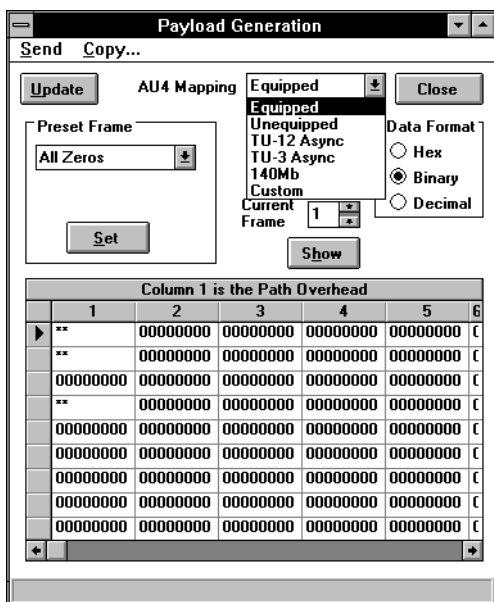 Payload Generation
Send Copy...
Update AU4 Mapping Equipped Close
Equipped
Unequipped
TU-12 Async
TU-3 Async
140Mb
Custom
Preset Frame
All Zeros
Set
Data Format
Hex
Binary
Decimal
Current Frame 1
Show
Column 1 is the Path Overhead
1 2 3 4 5 6
** 00000000 00000000 00000000 00000000
** 00000000 00000000 00000000 00000000
00000000 00000000 00000000 00000000 00000000
** 00000000 00000000 00000000 00000000
00000000 00000000 00000000 00000000 00000000
00000000 00000000 00000000 00000000 00000000
00000000 00000000 00000000 00000000 00000000
00000000 00000000 00000000 00000000 00000000
00000000 00000000 00000000 00000000 00000000